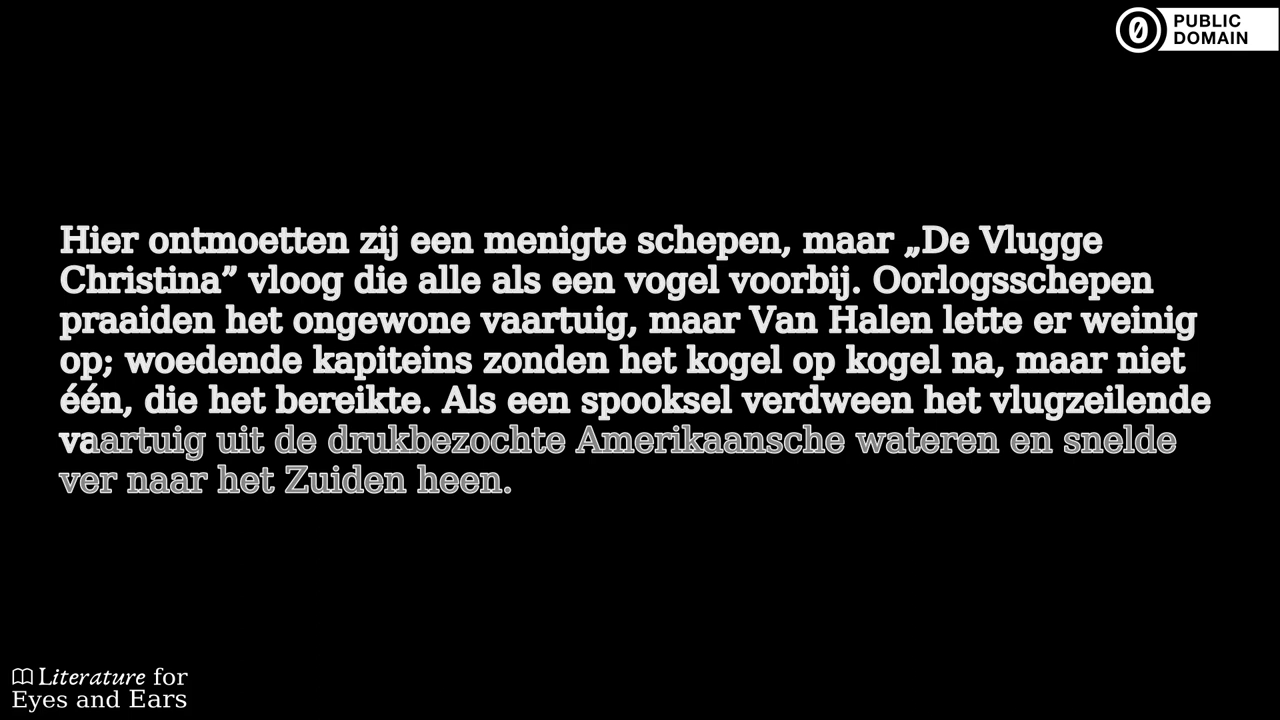 PUBLIC
DOMAIN
Hier ontmoetten zij een menigte schepen, maar „De Vlugge
Christina” vloog die alle als een vogel voorbij. Oorlogsschepen
praaiden het ongewone vaartuig, maar Van Halen lette er weinig
op; woedende kapiteins zonden het kogel op kogel na, maar niet
één, die het bereikte. Als een spooksel verdween het vlugzeilende
vaartuig uit de drukbezochte Amerikaansche wateren en snelde
ver naar het Zuiden heen.
Literature for
Eyes and Ears